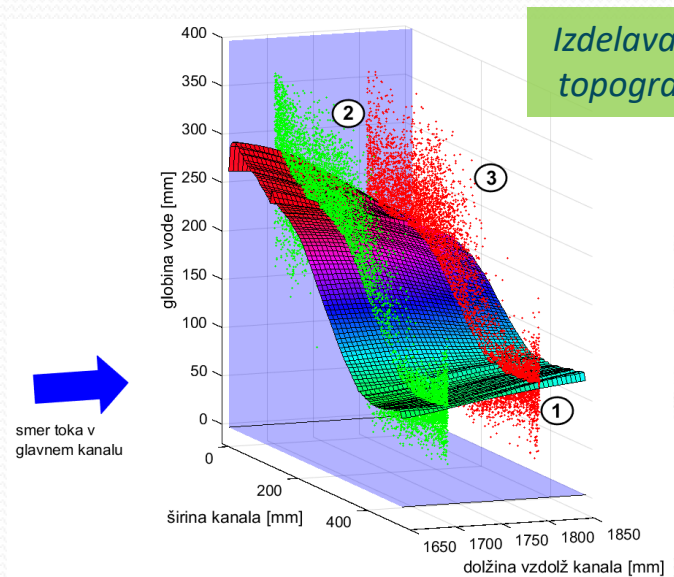 Izdelava
topogra
400
350
300
250
200
150
100
50
0
globina vode [mm]
2
3
1
smer toka v
glavnem kanalu
0
200
400
širina kanala [mm]
1650
1700
1750
1800
1850
dolžina vzdolž kanala [mm]